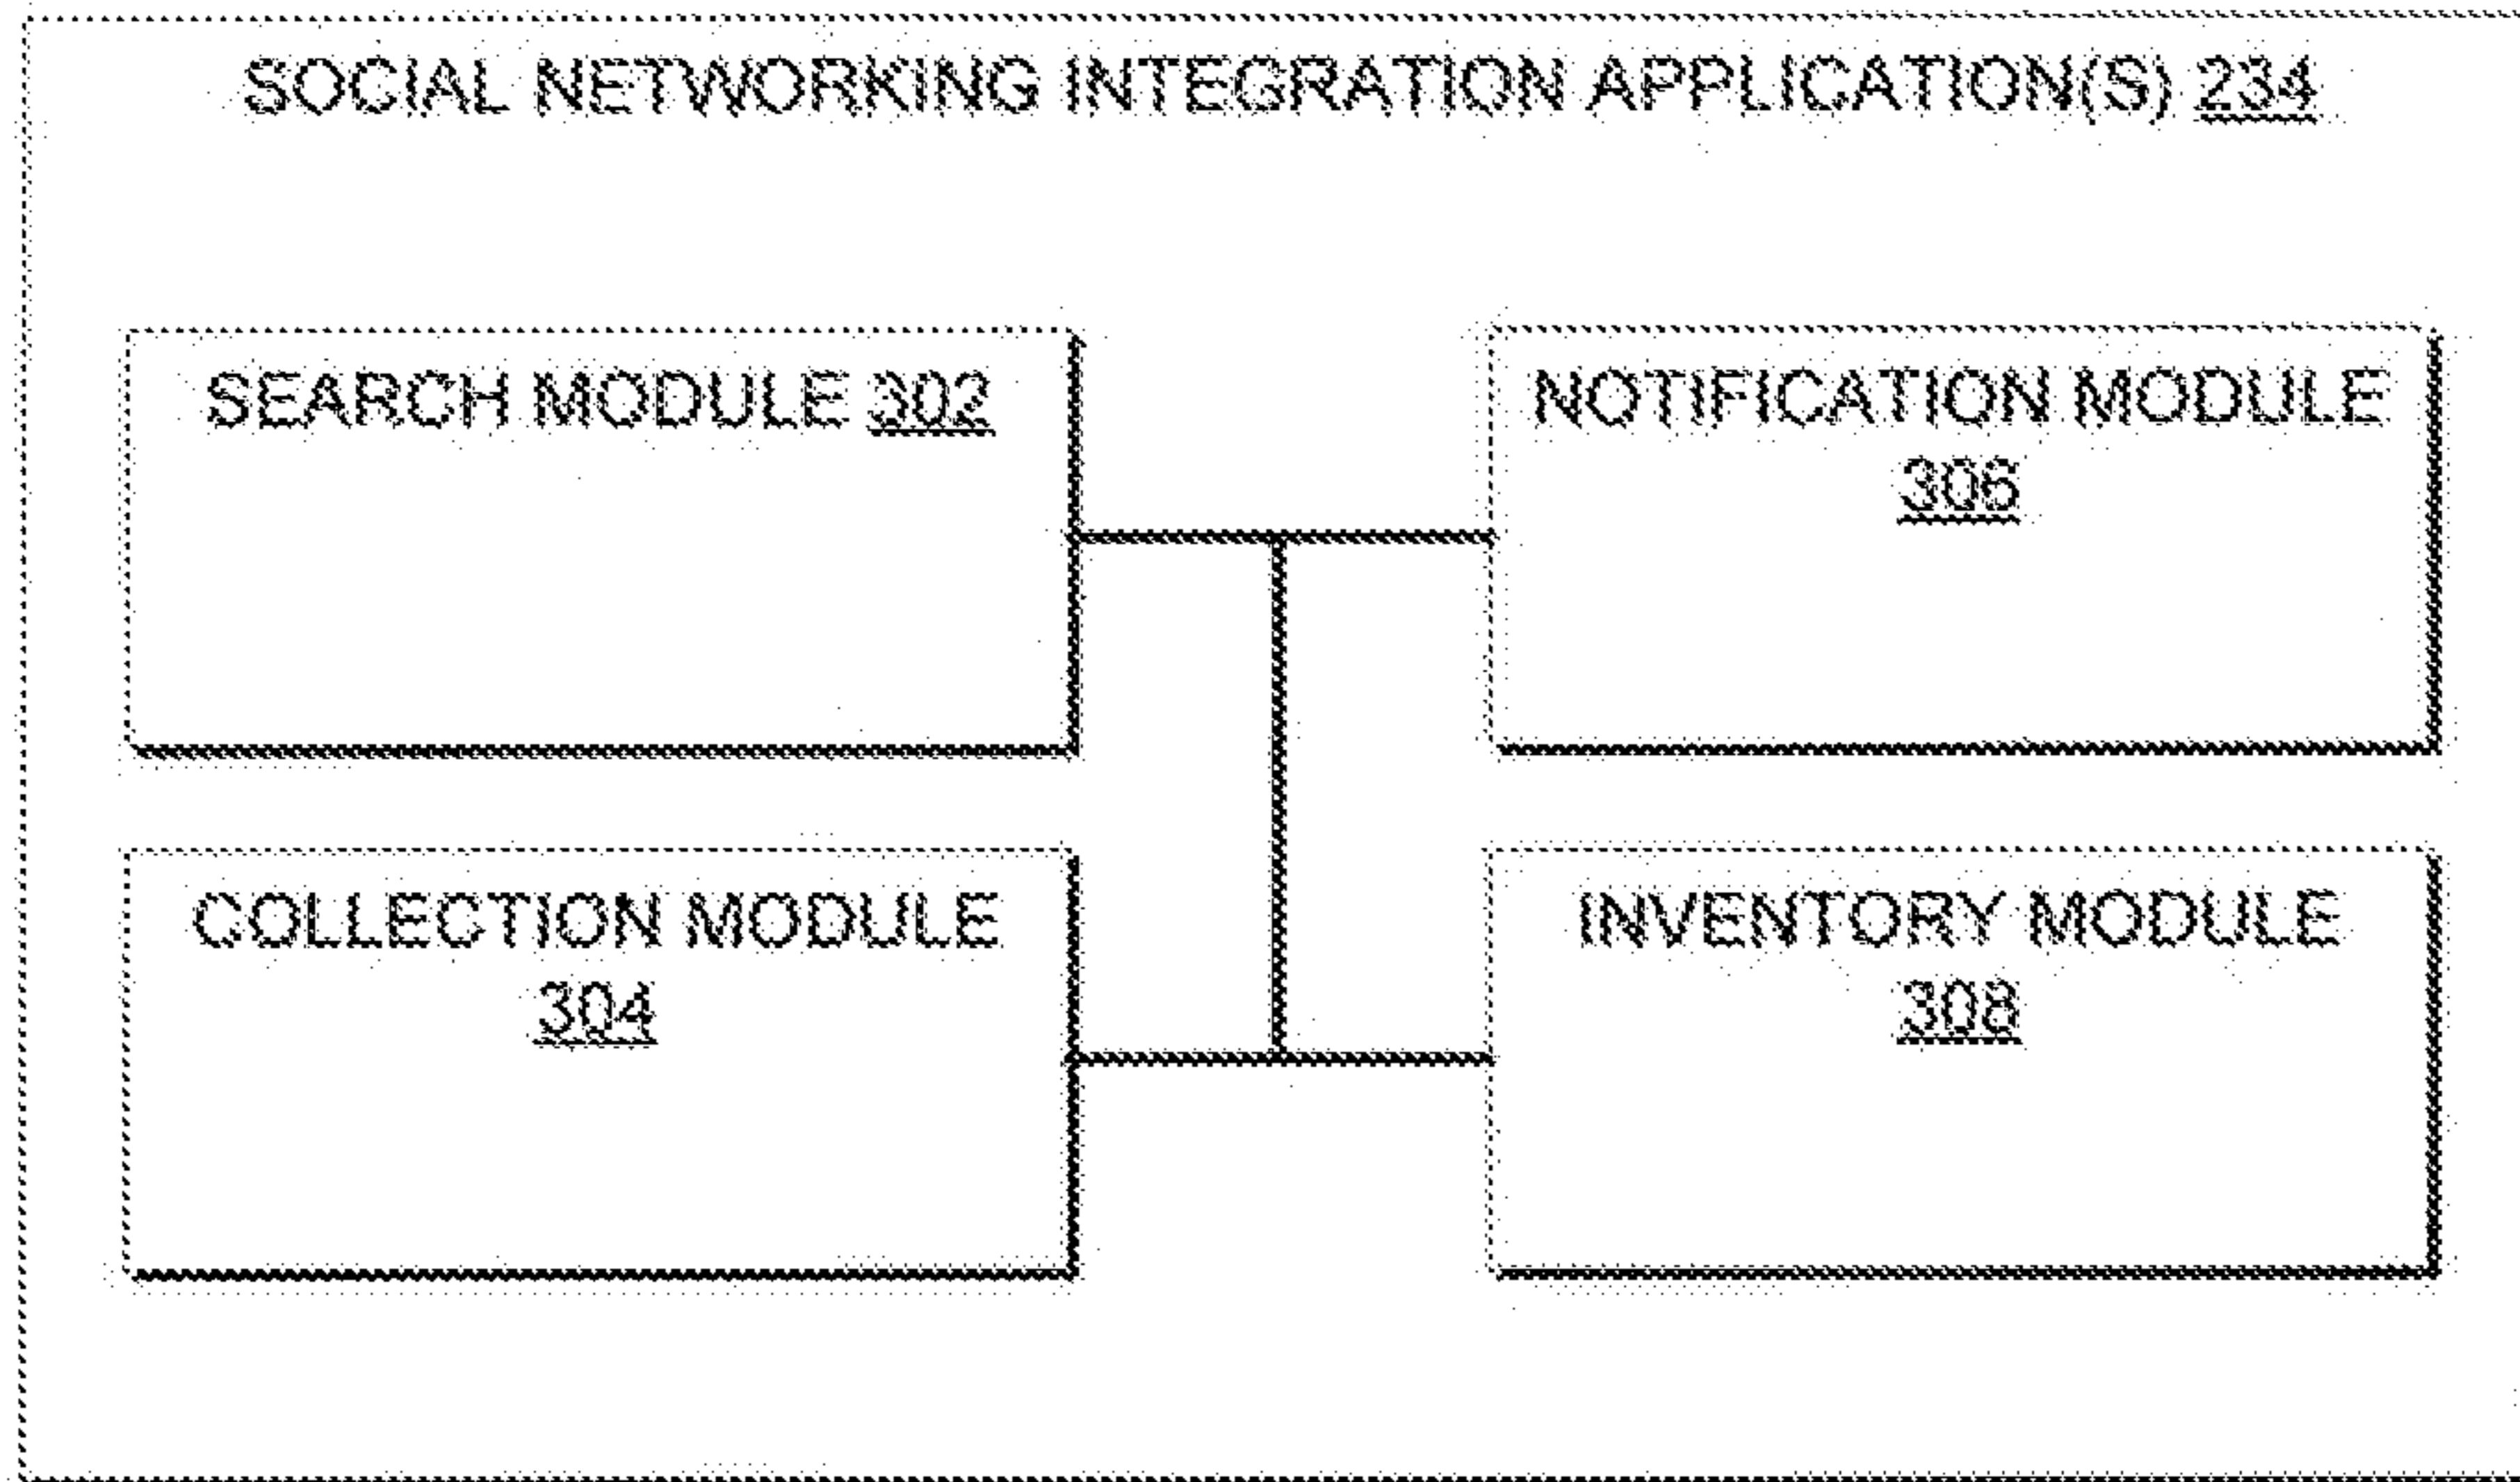 SOCIAL NETWORKING INTEGRATION APPLICATION(S) 234
SEARCH MODULE 302
NOTIFICATION MODULE
306
COLLECTION MODULE
304
INVENTORY MODULE
308